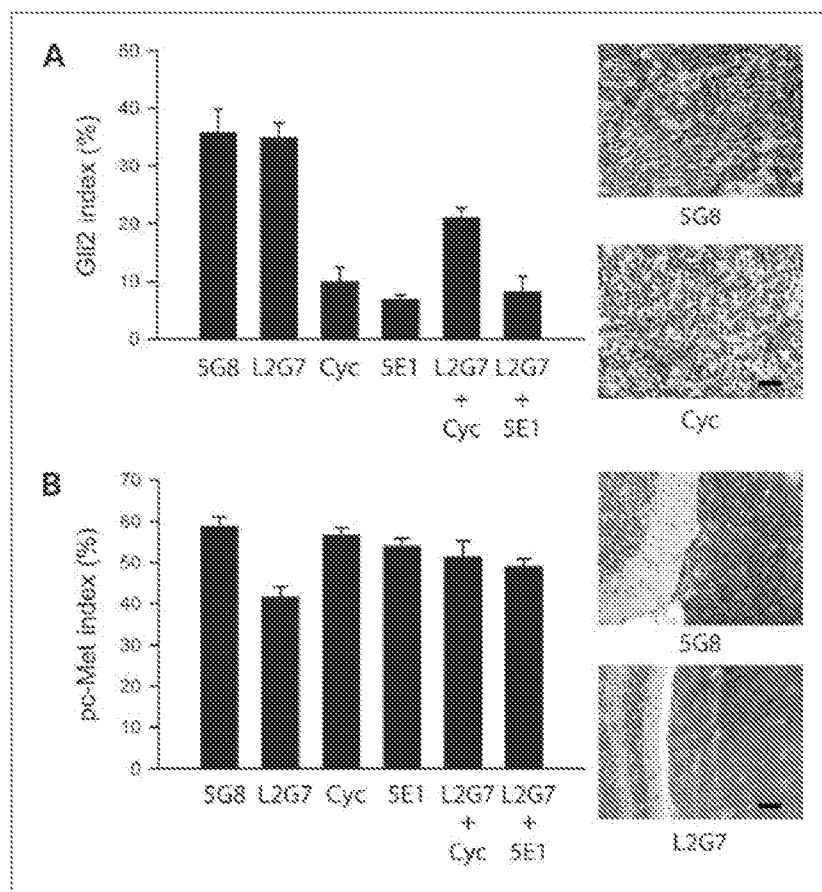 A
Gli2 index (%)
50
40
30
20
10
0
5G8 L2G7 Cyc 5E1 L2G7 L2G7
+ +
Cyc 5E1
5G8
Cyc
B
pc-Met index (%)
70
60
50
40
30
20
10
0
5G8 L2G7 Cyc 5E1 L2G7 L2G7
+ +
Cyc 5E1
5G8
L2G7